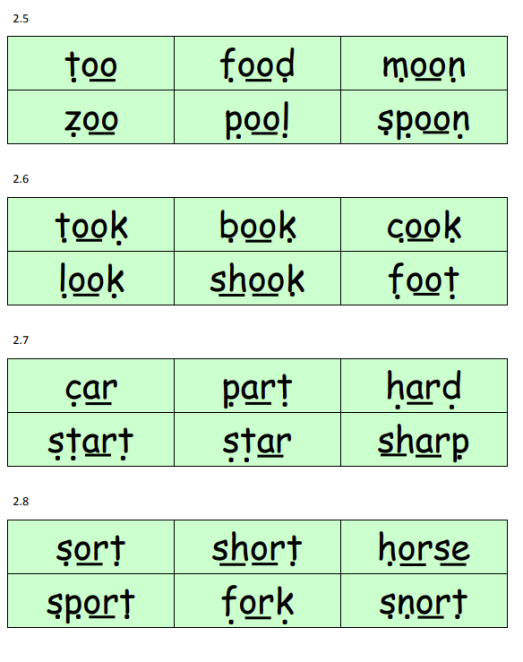 2.5
too food moon
zoo pool spoon
2.6
took book cook
look shook foot
2.7
car part hard
start star sharp
2.8
sort short horse
sport fork snort